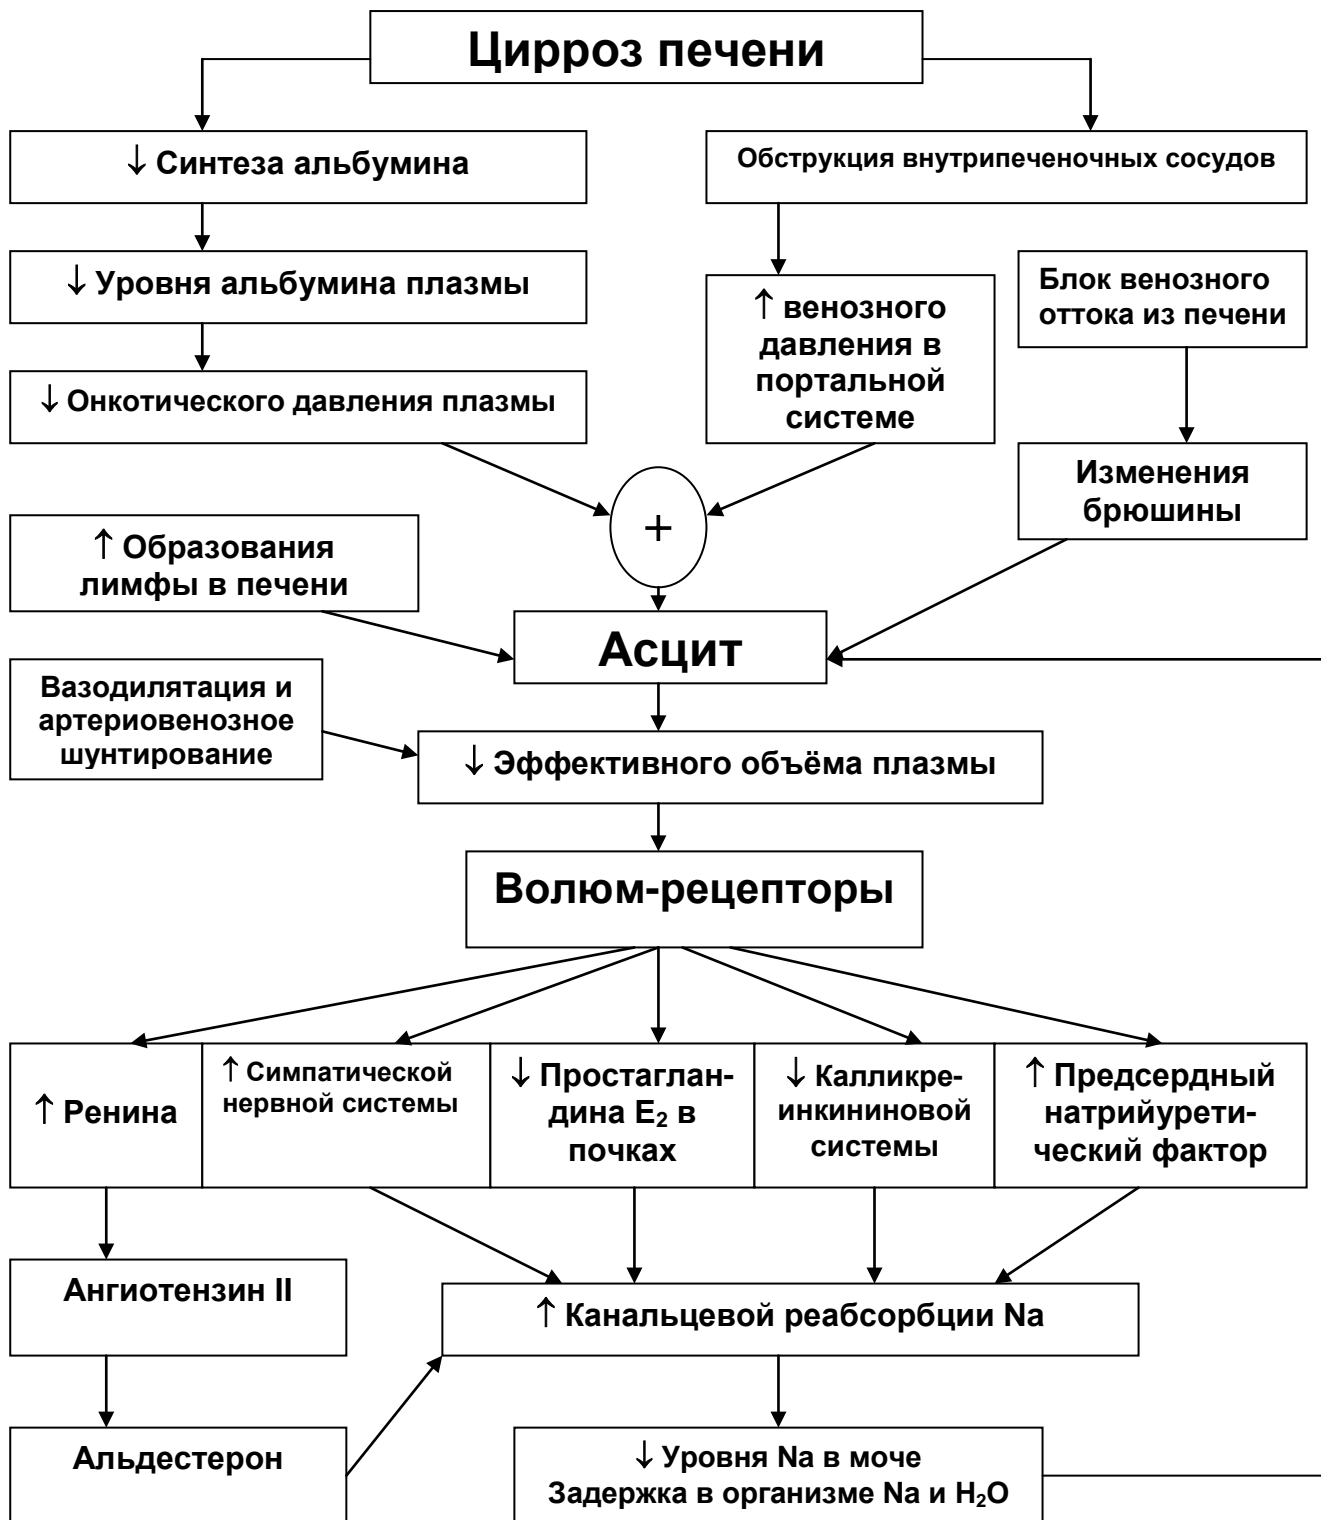 Цирроз печени
↓ Синтеза альбумина
Обструкция внутрипеченочных сосудов
↓ Уровня альбумина плазмы
↑ венозного
давления в
портальной
системе
Блок венозного
оттока из печени
↓ Онкотического давления плазмы
Изменения
брюшины
+
↑ Образования
лимфы в печени
Асцит
Вазодилятация и
артериовенозное
шунтирование
↓ Эффективного объёма плазмы
Волюм-рецепторы
↑ Ренина
↑ Симпатической
нервной системы
↓ Простаглан-
дина E₂ в
почках
↓ Калликре-
инкининовой
системы
↑ Предсердный
натрийурети-
ческий фактор
Ангиотензин II
↑ Канальцевой реабсорбции Na
Альдестерон
↓ Уровня Na в моче
Задержка в организме Na и H₂O